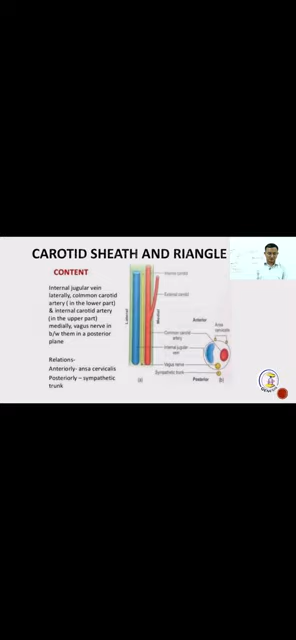 CAROTID SHEATH AND RIANGLE
CONTENT
Internal jugular vein
laterally, colmmon carotid
artery ( in the lower part)
& internal carotid artery
(in the upper part)
medially, vagus nerve in
b/w them in a posterior
plane
Relations-
Anteriorly- ansa cervicalis
Posteriorly – sympathetic
trunk
Internal carotid
External carotid
Anterior
Ansa
cervicalis
Common carotid
artery
Internal jugular
vein
Vagus nerve
Sympathetic trunk
Posterior
(a)
(b)